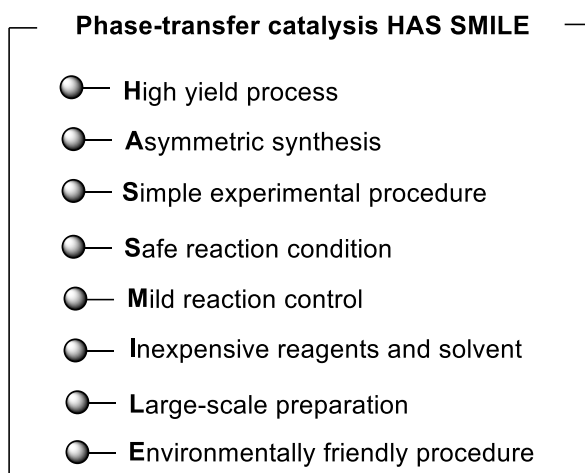 Phase-transfer catalysis HAS SMILE
High yield process
Asymmetric synthesis
Simple experimental procedure
Safe reaction condition
Mild reaction control
Inexpensive reagents and solvent
Large-scale preparation
Environmentally friendly procedure